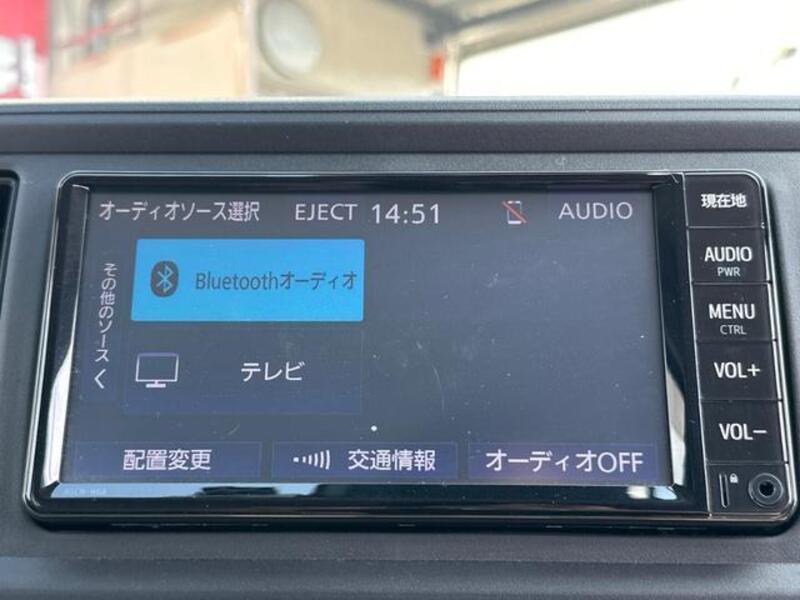 オーディオソース選択 EJECT 14:51 AUDIO
Bluetoothオーディオ
その他のソース
テレビ
配置変更 交通情報 オーディオOFF
現在地
AUDIO
PWR
MENU
CTRL
VOL+
VOL−